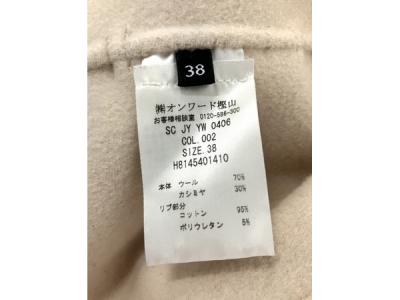 38
㈱オンワード樫山
お客様相談室 0120-586-300
SC JY YW 0406
COL.002
SIZE.38
H8145401410
本体 ウール 70%
カシミヤ 30%
リブ部分
コットン 95%
ポリウレタン 5%